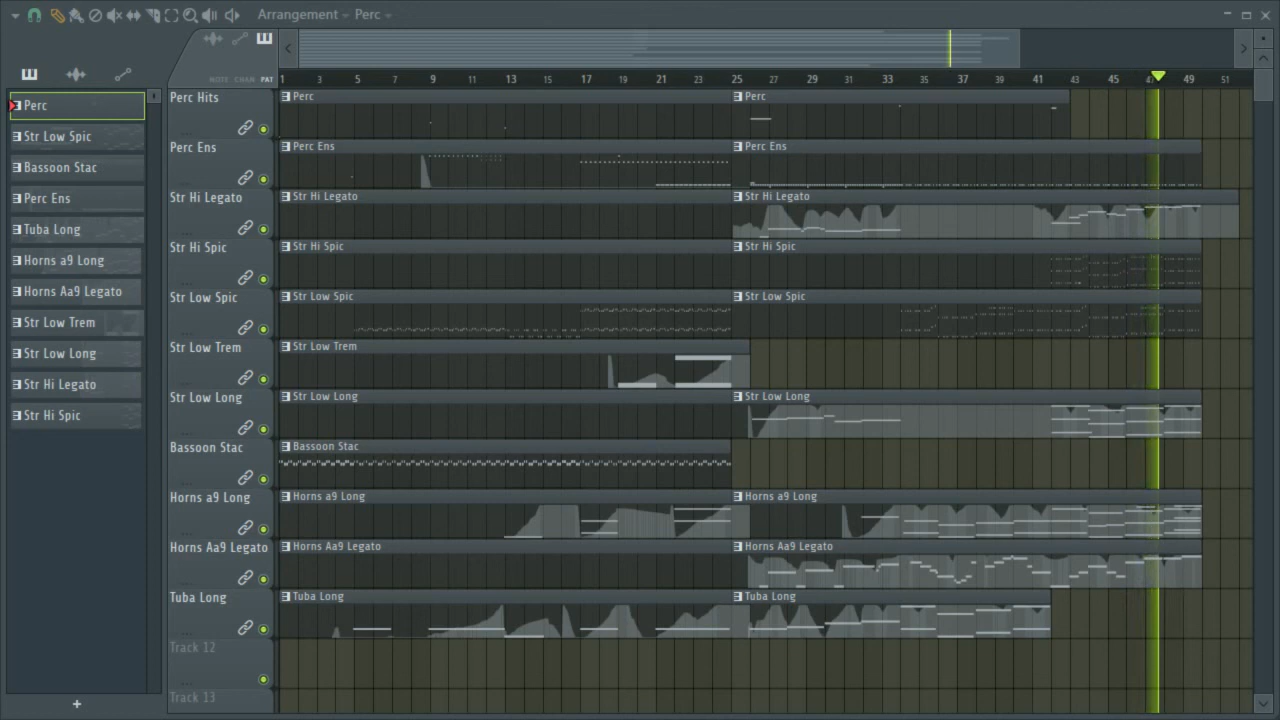 Arrangement Perc
NOTE CHAN PAT
1 3 5 7 9 11 13 15 17 19 21 23 25 27 29 31 33 35 37 39 41 43 45 47 49 51
Perc
Str Low Spic
Bassoon Stac
Perc Ens
Tuba Long
Horns a9 Long
Horns Aa9 Legato
Str Low Trem
Str Low Long
Str Hi Legato
Str Hi Spic
Perc Hits Perc Perc
Perc Ens Perc Ens Perc Ens
Str Hi Legato Str Hi Legato Str Hi Legato
Str Hi Spic Str Hi Spic Str Hi Spic
Str Low Spic Str Low Spic Str Low Spic
Str Low Trem Str Low Trem
Str Low Long Str Low Long Str Low Long
Bassoon Stac Bassoon Stac
Horns a9 Long Horns a9 Long Horns a9 Long
Horns Aa9 Legato Horns Aa9 Legato Horns Aa9 Legato
Tuba Long Tuba Long Tuba Long
Track 12
Track 13